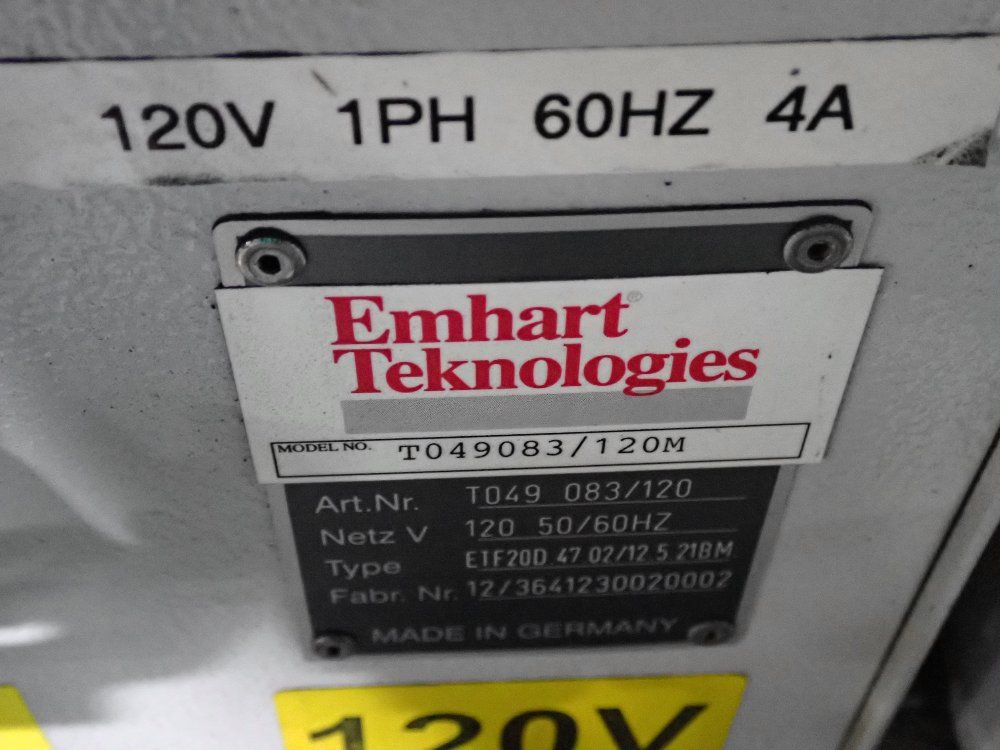 120V 1PH 60HZ 4A
Emhart®
Teknologies
MODEL NO. T049083/120M
Art.Nr. T049 083/120
Netz V 120 50/60HZ
Type ETF20D 47 02/12.5 21BM
Fabr. Nr. 12/3641230020002
MADE IN GERMANY
120V